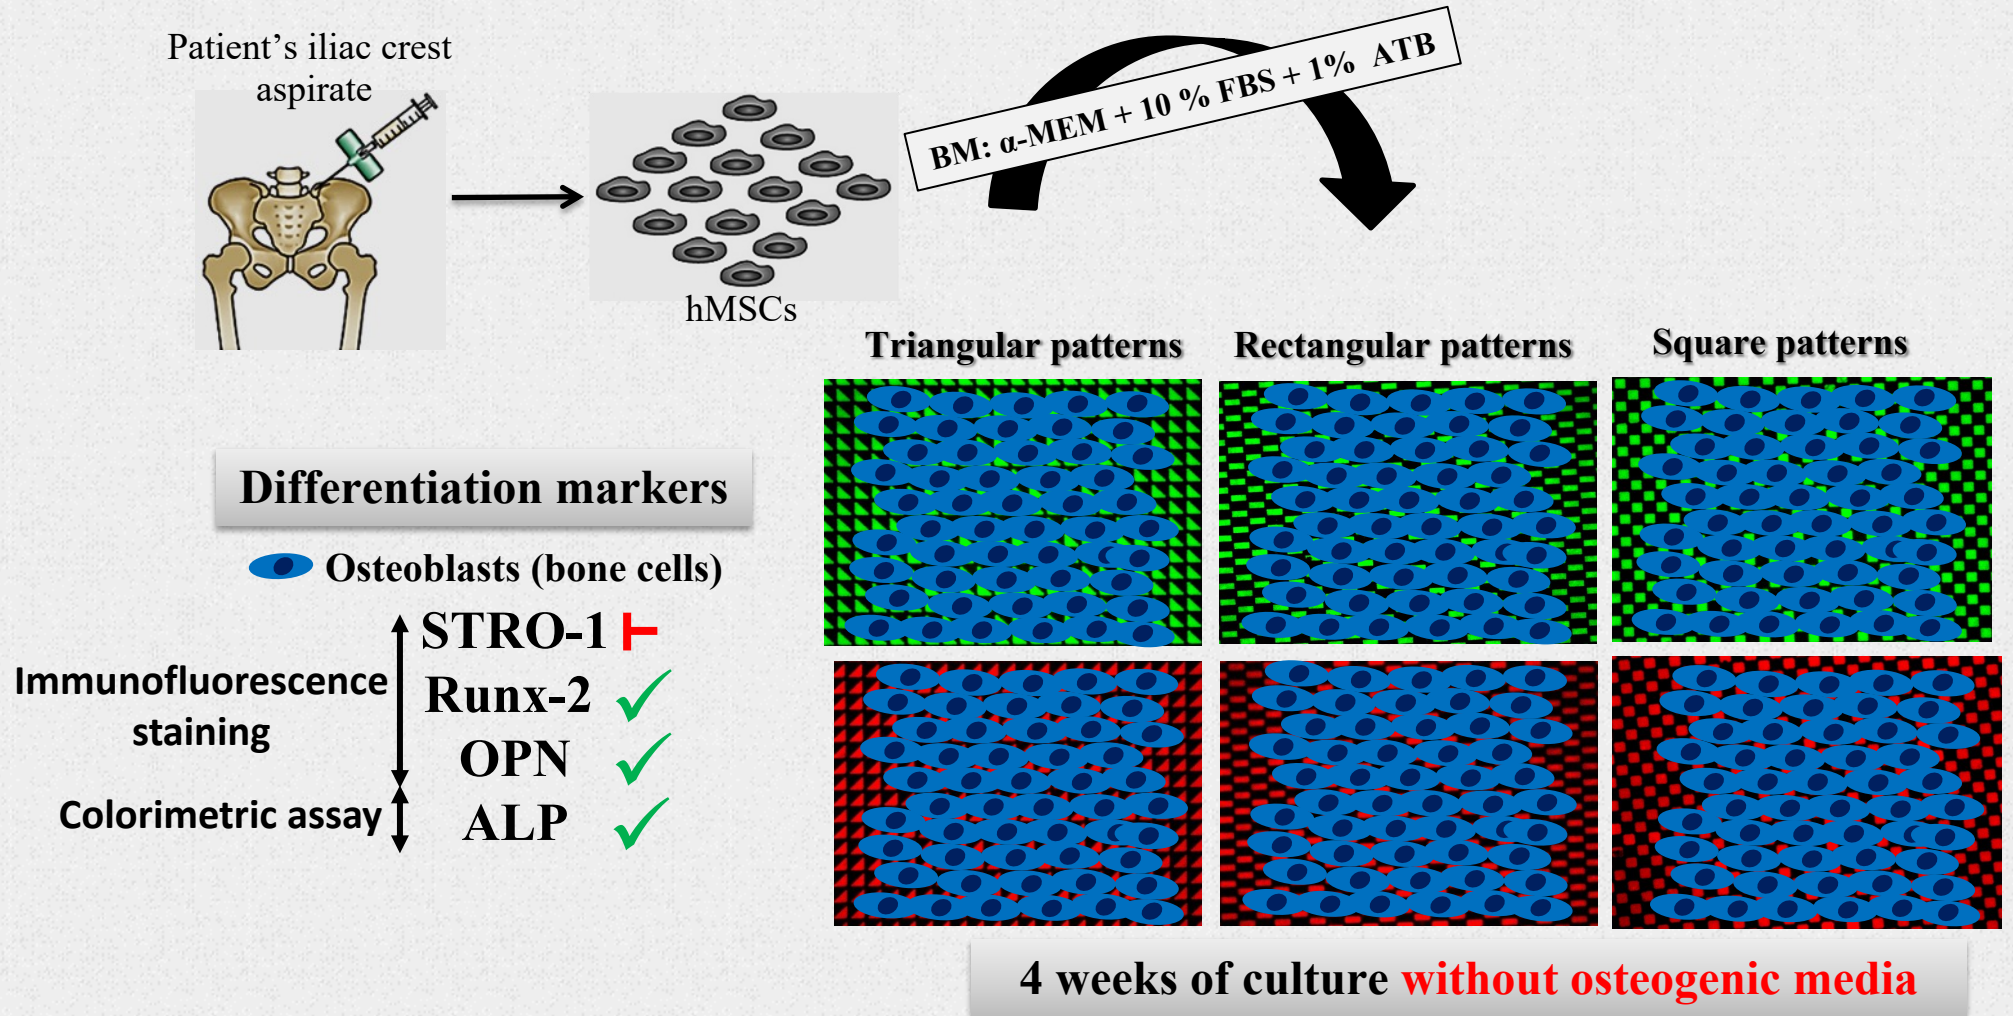 Patient's iliac crest
aspirate
hMSCs
BM: α-MEM + 10 % FBS + 1% ATB
Triangular patterns
Rectangular patterns
Square patterns
Differentiation markers
Osteoblasts (bone cells)
STRO-1
Runx-2
OPN
ALP
Immunofluorescence
staining
Colorimetric assay
4 weeks of culture without osteogenic media